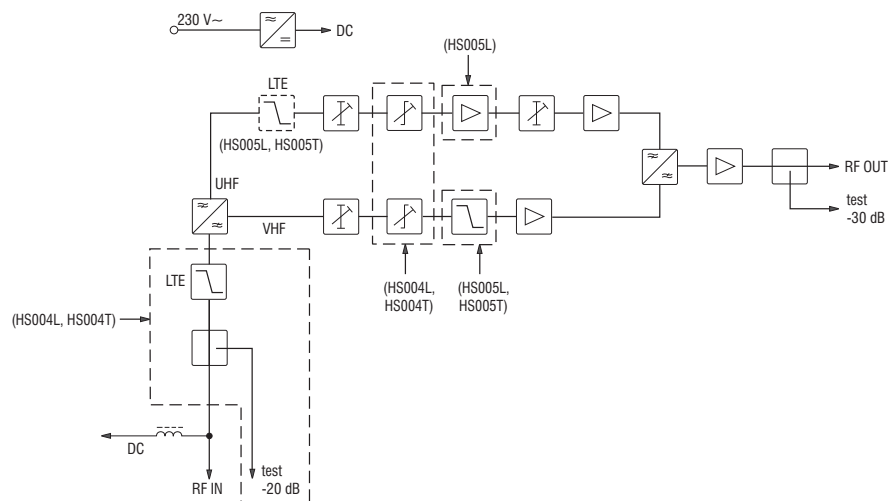 230 V~
DC
(HS005L)
LTE
(HS005L, HS005T)
UHF
VHF
RF OUT
test
-30 dB
LTE
(HS004L,
HS004T)
(HS005L,
HS005T)
(HS004L, HS004T)
DC
RF IN
test
-20 dB